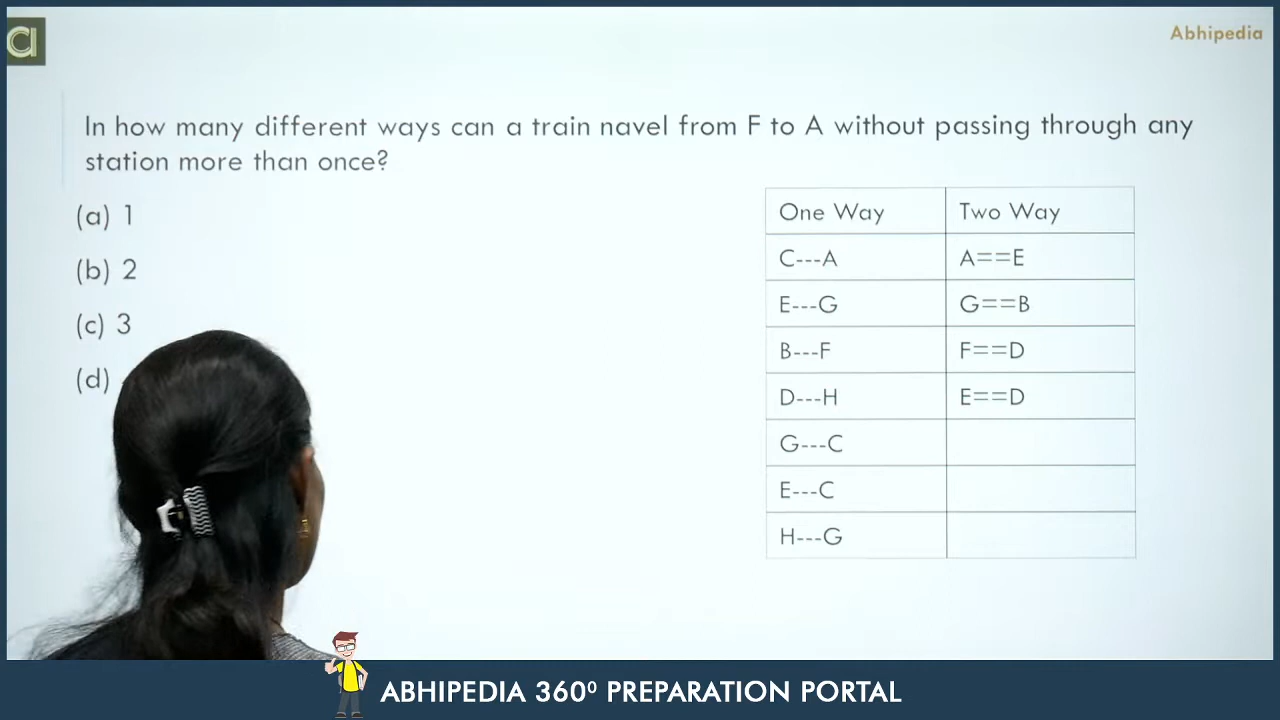 a
Abhipedia
In how many different ways can a train navel from F to A without passing through any
station more than once?
(a) 1
(b) 2
(c) 3
(d)
One Way Two Way
C---A A==E
E---G G==B
B---F F==D
D---H E==D
G---C
E---C
H---G
ABHIPEDIA 360⁰ PREPARATION PORTAL